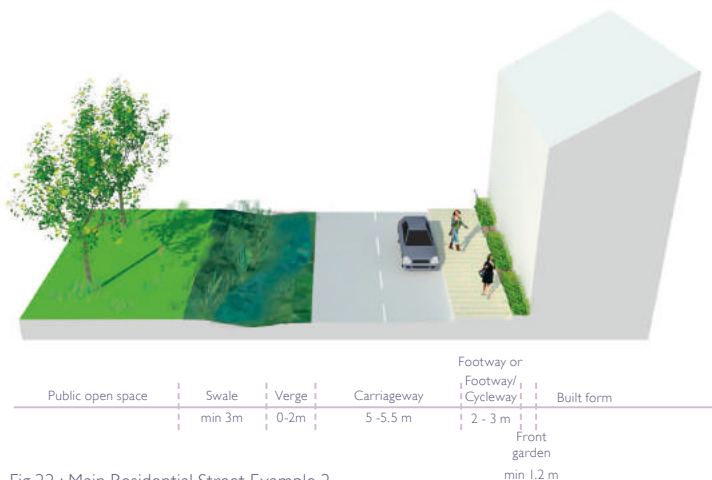 Footway or
Footway/
Public open space Swale Verge Carriageway Cycleway Built form
min 3m 0-2m 5 -5.5 m 2 - 3 m
Front
garden
min 1.2 m
Fig 22 : Main Residential Street Example 2